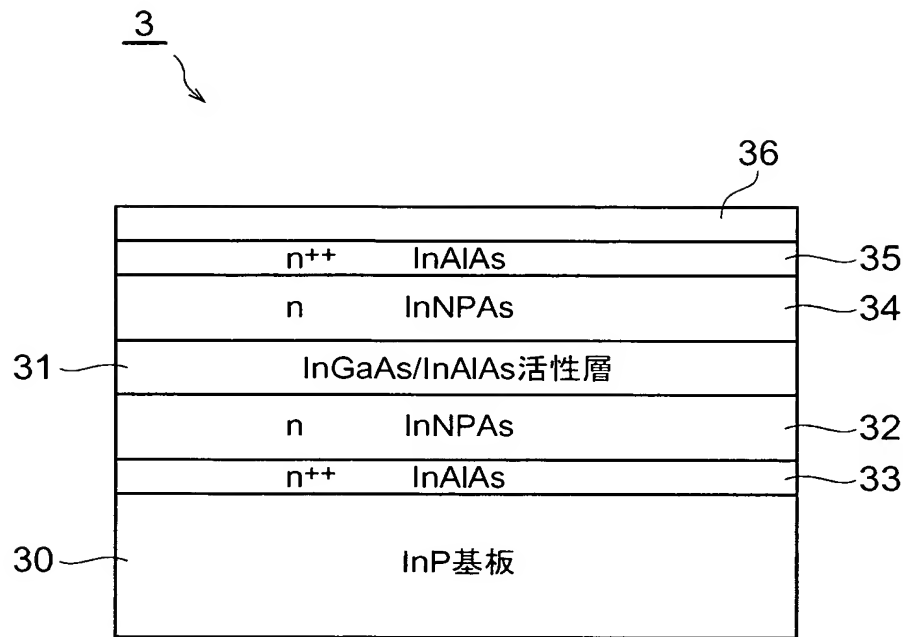 3
36
n++ InAlAs 35
n InNPAs 34
31 InGaAs/InAlAs活性層
n InNPAs 32
n++ InAlAs 33
30 InP基板